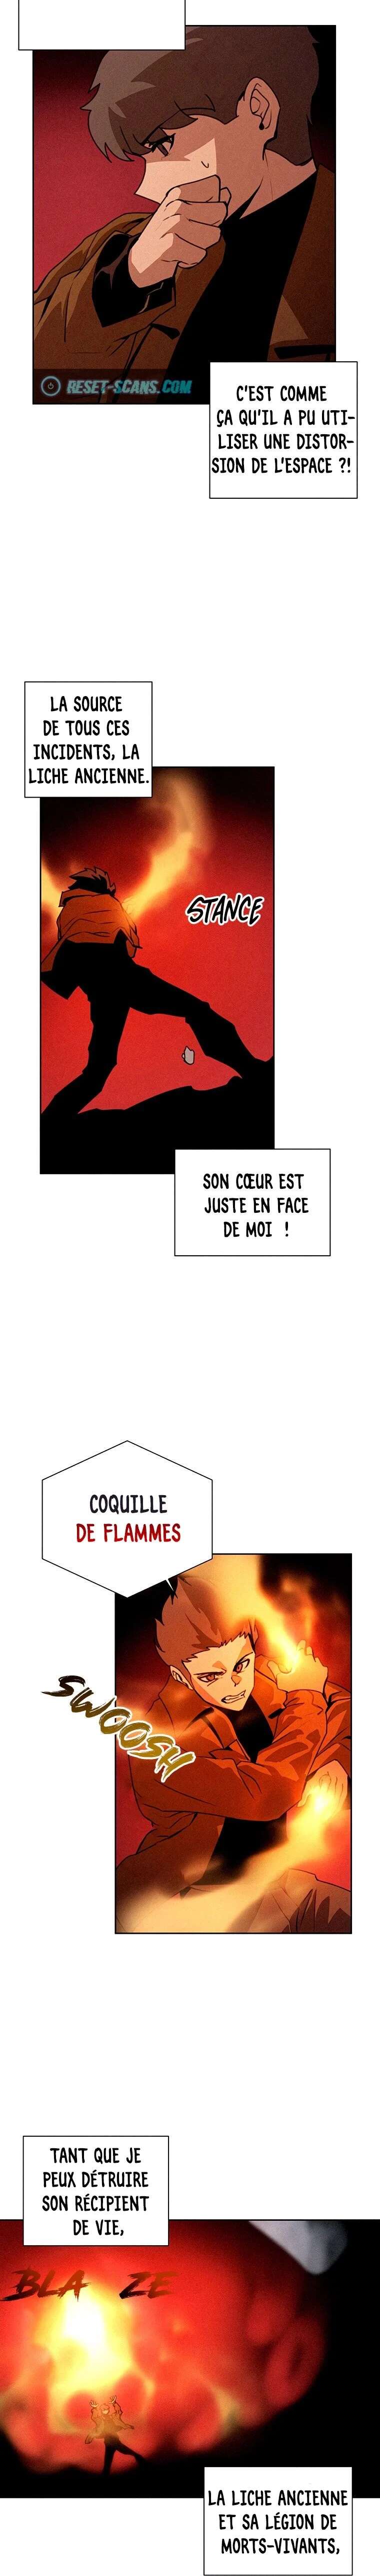 RESET-SCANS.COM
C'EST COMME
ÇA QU'IL A PU UTI-
LISER UNE DISTOR-
SION DE L'ESPACE ?!
LA SOURCE
DE TOUS CES
INCIDENTS, LA
LICHE ANCIENNE.
STANCE
SON CŒUR EST
JUSTE EN FACE
DE MOI !
COQUILLE
DE FLAMMES
SWOOSH
TANT QUE JE
PEUX DÉTRUIRE
SON RÉCIPIENT
DE VIE,
BLA ZE
LA LICHE ANCIENNE
ET SA LÉGION DE
MORTS-VIVANTS,